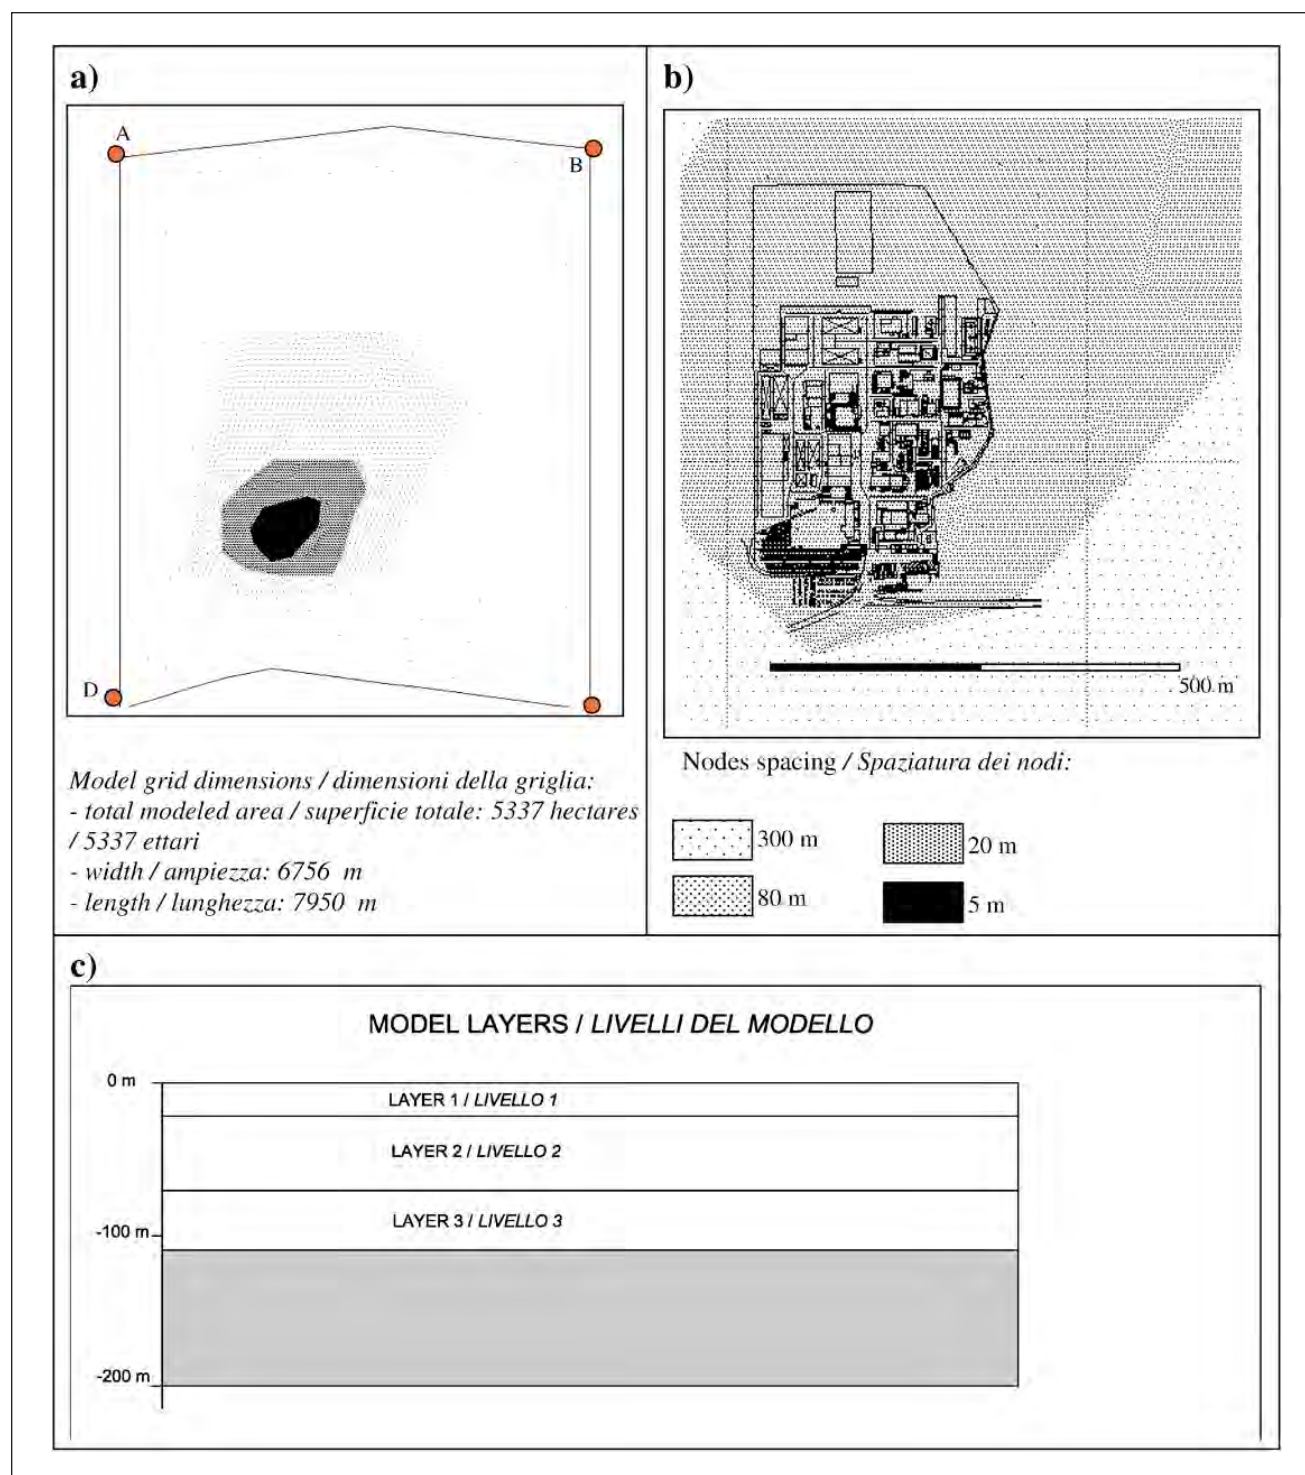 a)
A
B
D
Model grid dimensions / dimensioni della griglia:
- total modeled area / superficie totale: 5337 hectares
/ 5337 ettari
- width / ampiezza: 6756 m
- length / lunghezza: 7950 m
b)
500 m
Nodes spacing / Spaziatura dei nodi:
300 m
20 m
80 m
5 m
c)
MODEL LAYERS / LIVELLI DEL MODELLO
0 m
LAYER 1 / LIVELLO 1
LAYER 2 / LIVELLO 2
LAYER 3 / LIVELLO 3
-100 m
-200 m